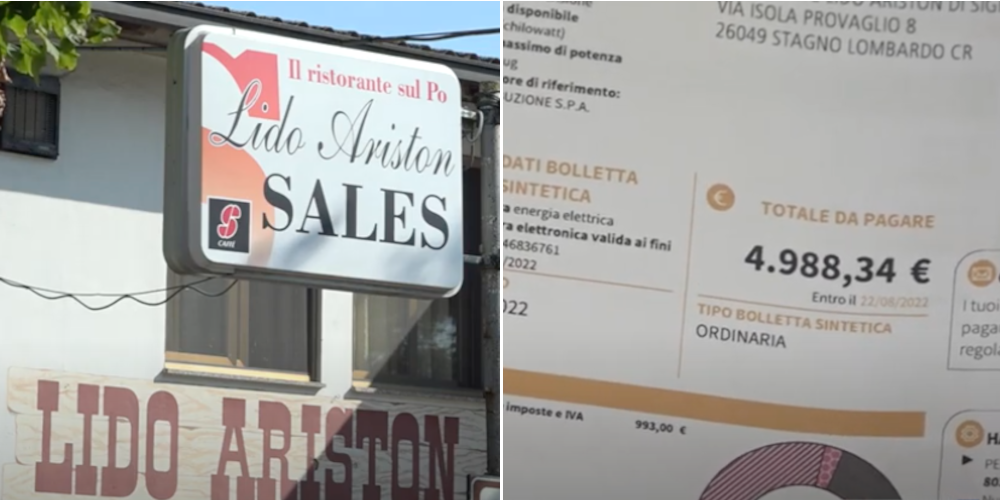 Il ristorante sul Po
Lido Ariston
SALES
S
CAFFÈ
LIDO ARISTON
disponibile
chilowatt)
massimo di potenza
ore di riferimento:
UZIONE S.P.A.
ARISTON DI
VIA ISOLA PROVAGLIO 8
26049 STAGNO LOMBARDO CR
DATI BOLLETTA
SINTETICA
a energia elettrica
ra elettronica valida ai fini
46836761
/2022
022
€
TOTALE DA PAGARE
4.988,34 €
Entro il 22/08/2022
TIPO BOLLETTA SINTETICA
ORDINARIA
I tuoi
paga
regola
imposte e IVA
993,00 €